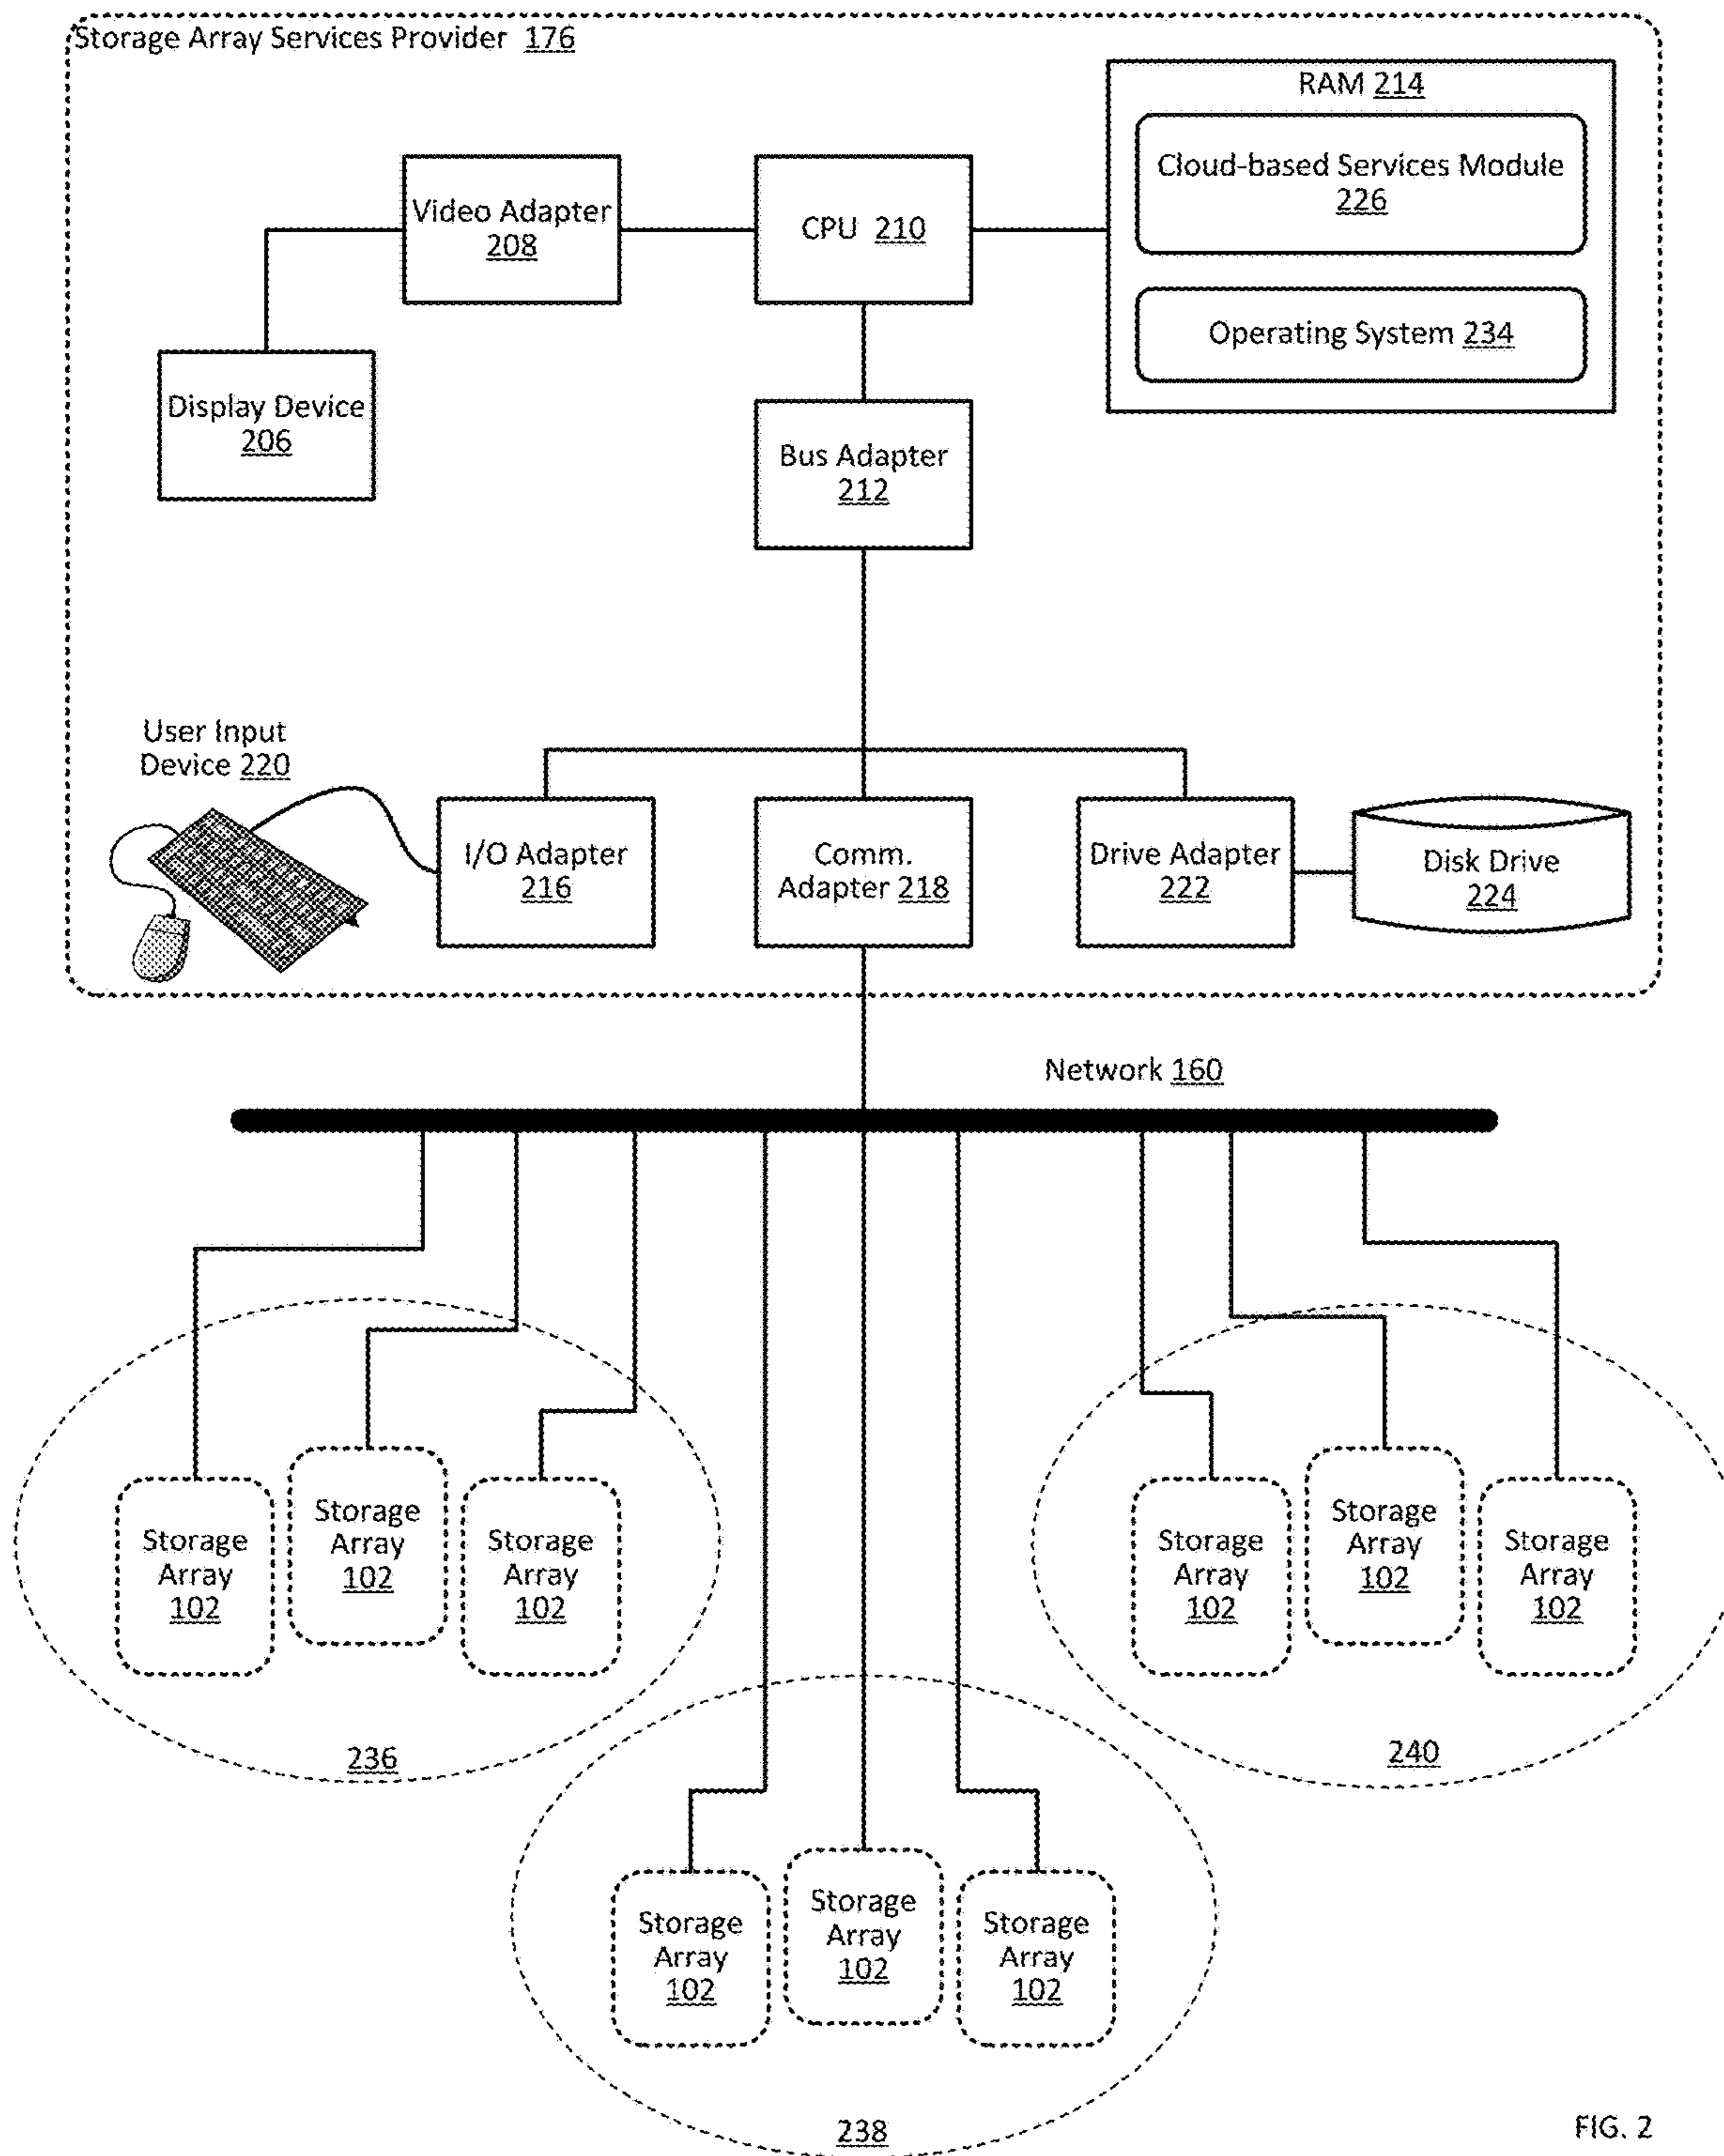 Storage Array Services Provider 176
RAM 214
Cloud-based Services Module
226
Operating System 234
Video Adapter
208
CPU 210
Display Device
206
Bus Adapter
212
User Input
Device 220
I/O Adapter
216
Comm.
Adapter 218
Drive Adapter
222
Disk Drive
224
Network 160
Storage
Array
102
Storage
Array
102
Storage
Array
102
236
Storage
Array
102
Storage
Array
102
Storage
Array
102
240
Storage
Array
102
Storage
Array
102
Storage
Array
102
238
FIG. 2